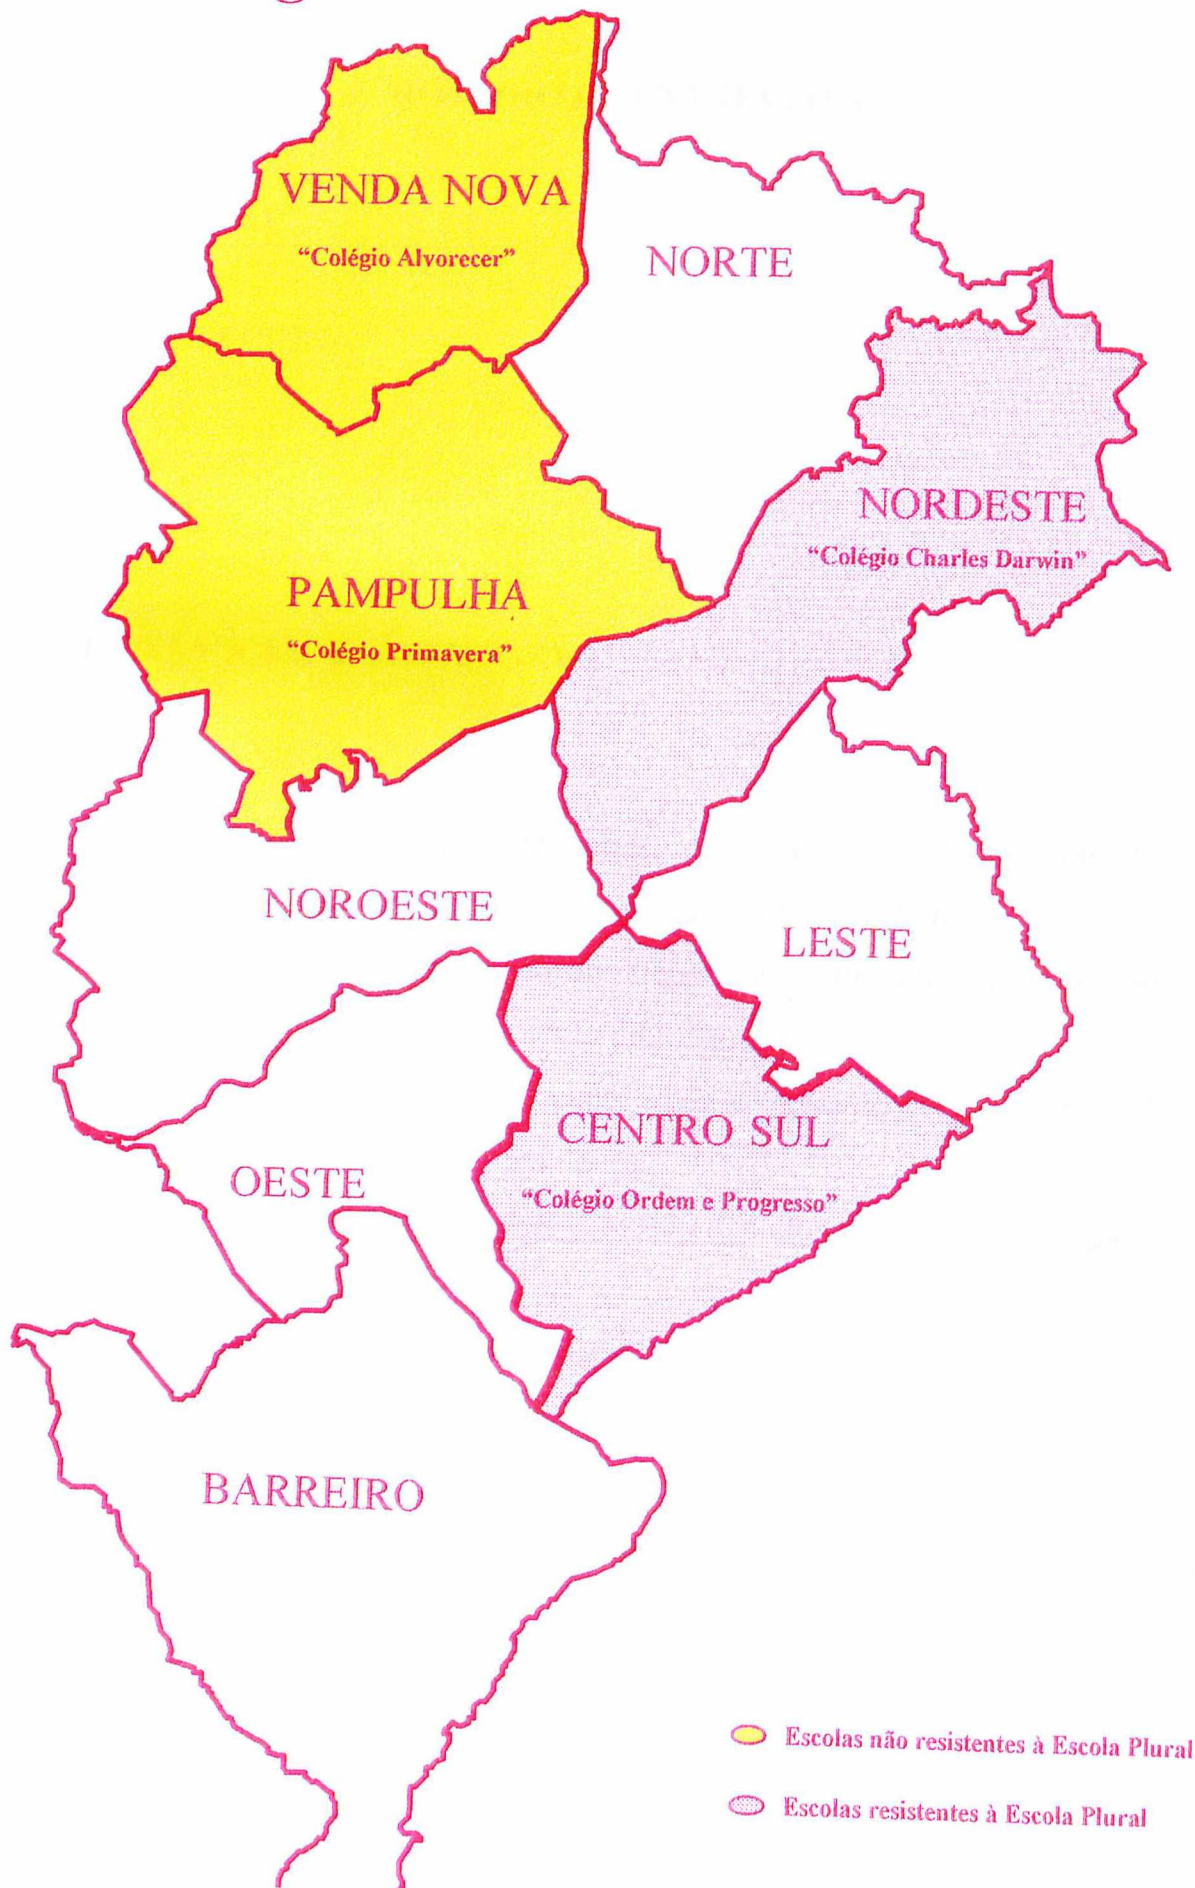 VENDA NOVA
“Colégio Alvorecer”
NORTE
NORDESTE
“Colégio Charles Darwin”
PAMPULHA
“Colégio Primavera”
NOROESTE
LESTE
CENTRO SUL
“Colégio Ordem e Progresso”
OESTE
BARREIRO
Escolas não resistentes à Escola Plural
Escolas resistentes à Escola Plural